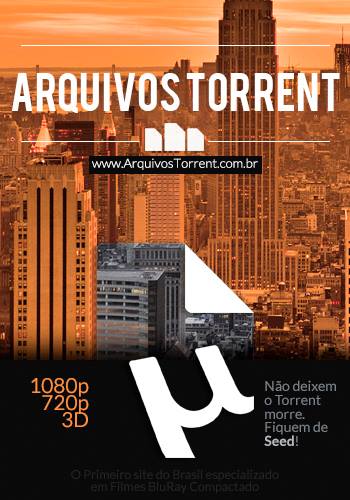 ARQUIVOS TORRENT
www.ArquivosTorrent.com.br
1080p
720p
3D
Não deixem
o Torrent
morre.
Fiquem de
Seed!
µ
O Primeiro site do Brasil especializado
em Filmes BluRay Compactado